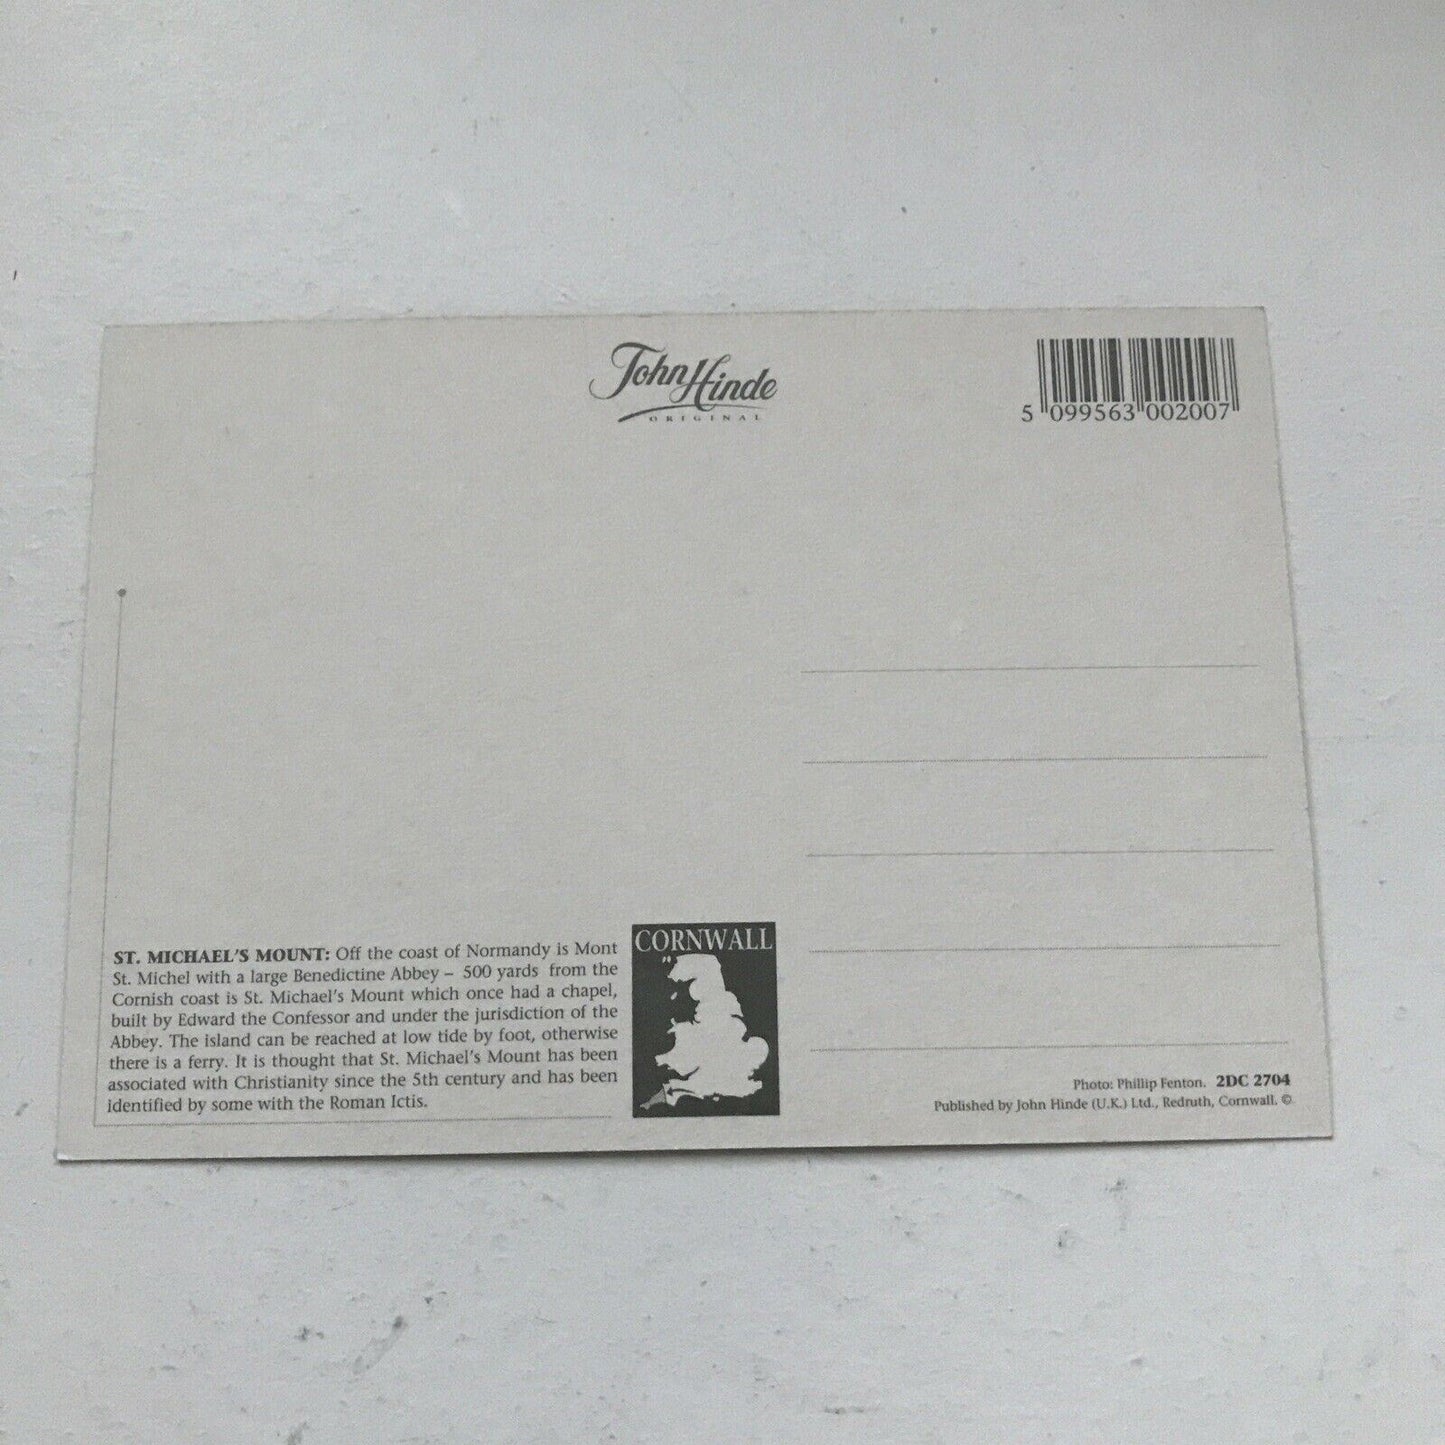 John Hinde
ORIGINAL
5 099563 002007
ST. MICHAEL'S MOUNT: Off the coast of Normandy is Mont
St. Michel with a large Benedictine Abbey – 500 yards from the
Cornish coast is St. Michael's Mount which once had a chapel,
built by Edward the Confessor and under the jurisdiction of the
Abbey. The island can be reached at low tide by foot, otherwise
there is a ferry. It is thought that St. Michael's Mount has been
associated with Christianity since the 5th century and has been
identified by some with the Roman Ictis.
CORNWALL
Photo: Phillip Fenton. 2DC 2704
Published by John Hinde (U.K.) Ltd., Redruth, Cornwall. ©